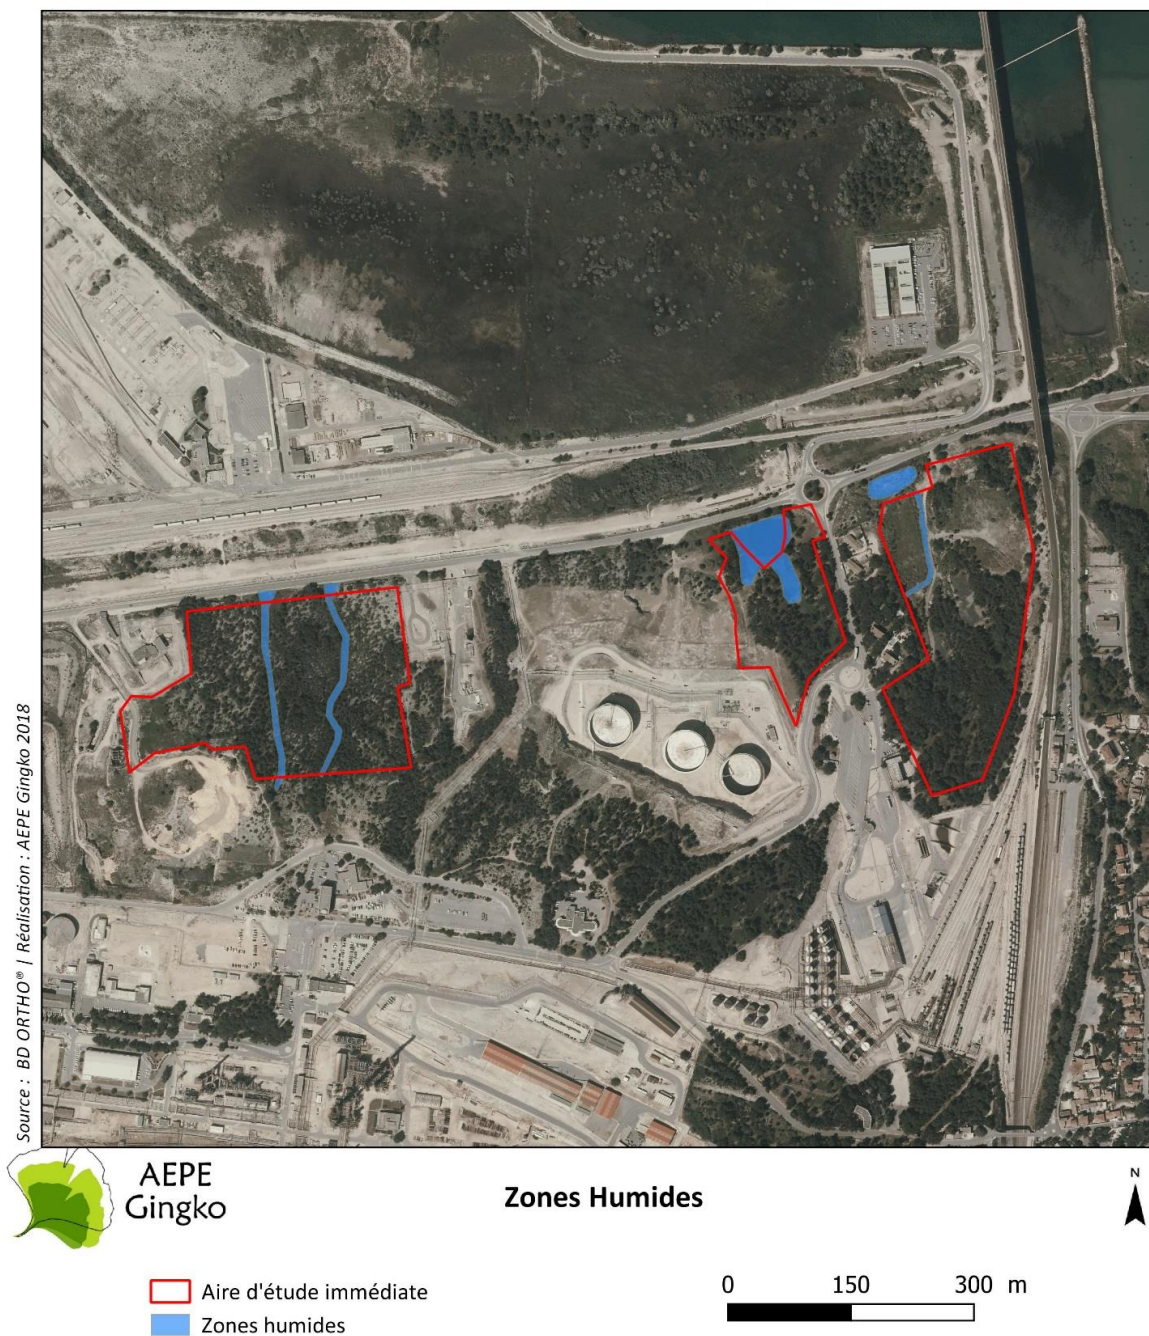 Source : BD ORTHO® | Réalisation : AEPE Gingko 2018
AEPE
Gingko
Zones Humides
N
Aire d'étude immédiate
Zones humides
0 150 300 m